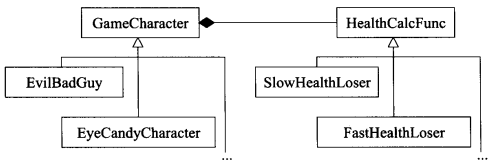 GameCharacter HealthCalcFunc
EvilBadGuy SlowHealthLoser
EyeCandyCharacter FastHealthLoser
... ...